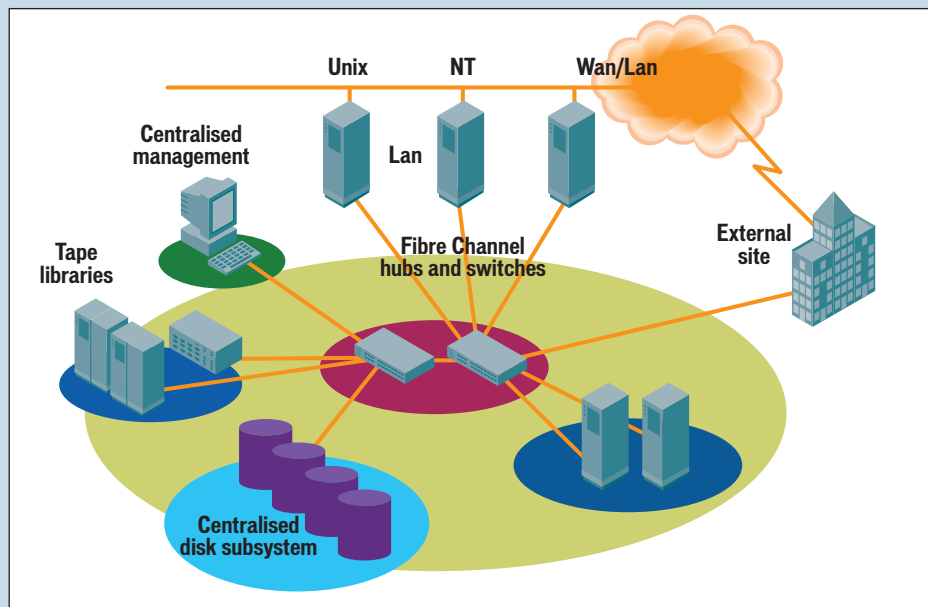 Unix NT Wan/Lan
Centralised
management
Lan
External
site
Fibre Channel
hubs and switches
Tape
libraries
Centralised
disk subsystem